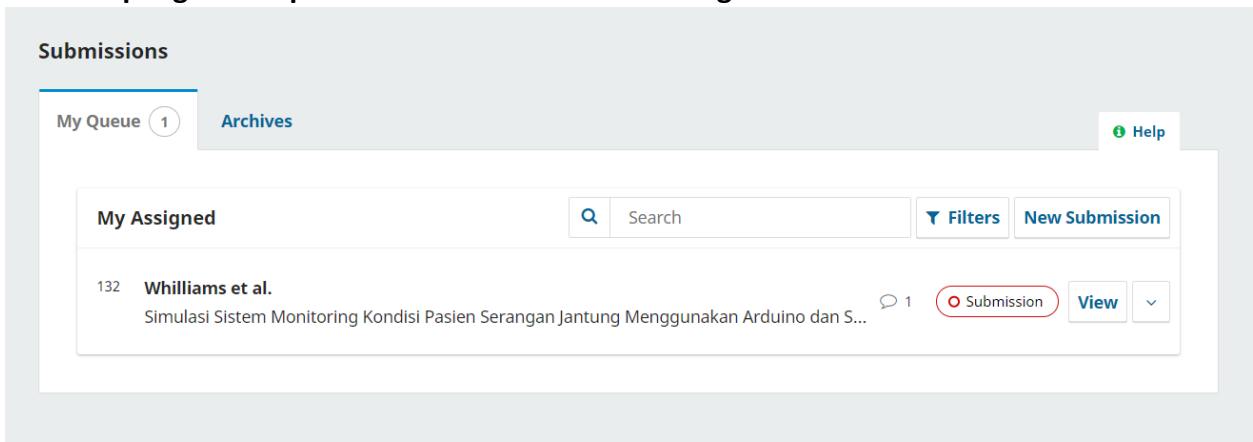 Submissions
My Queue 1 Archives
Help
My Assigned Search Filters New Submission
132 Whilliams et al.
Simulasi Sistem Monitoring Kondisi Pasien Serangan Jantung Menggunakan Arduino dan S... 1 Submission View